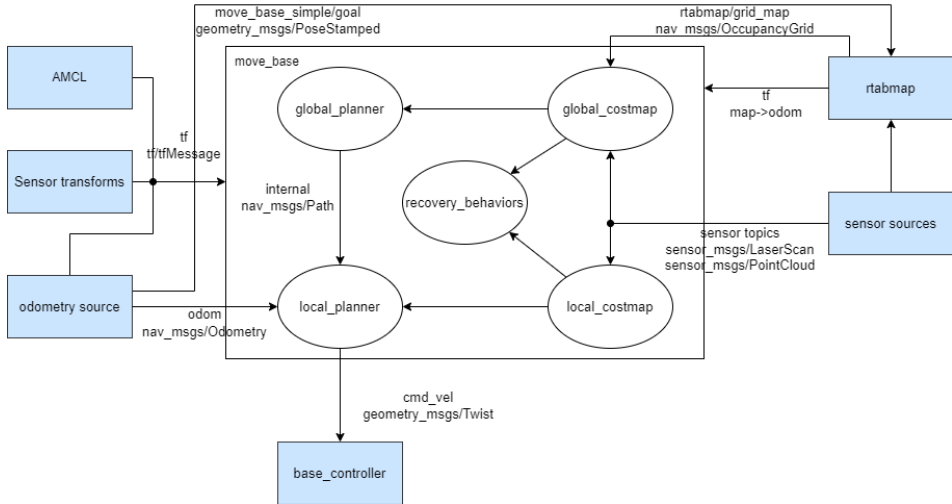 move_base_simple/goal
geometry_msgs/PoseStamped
rtabmap/grid_map
nav_msgs/OccupancyGrid
AMCL
move_base
global_planner
global_costmap
rtabmap
tf
map->odom
tf
tf/tfMessage
Sensor transforms
internal
nav_msgs/Path
recovery_behaviors
sensor sources
sensor topics
sensor_msgs/LaserScan
sensor_msgs/PointCloud
odometry source
odom
nav_msgs/Odometry
local_planner
local_costmap
cmd_vel
geometry_msgs/Twist
base_controller